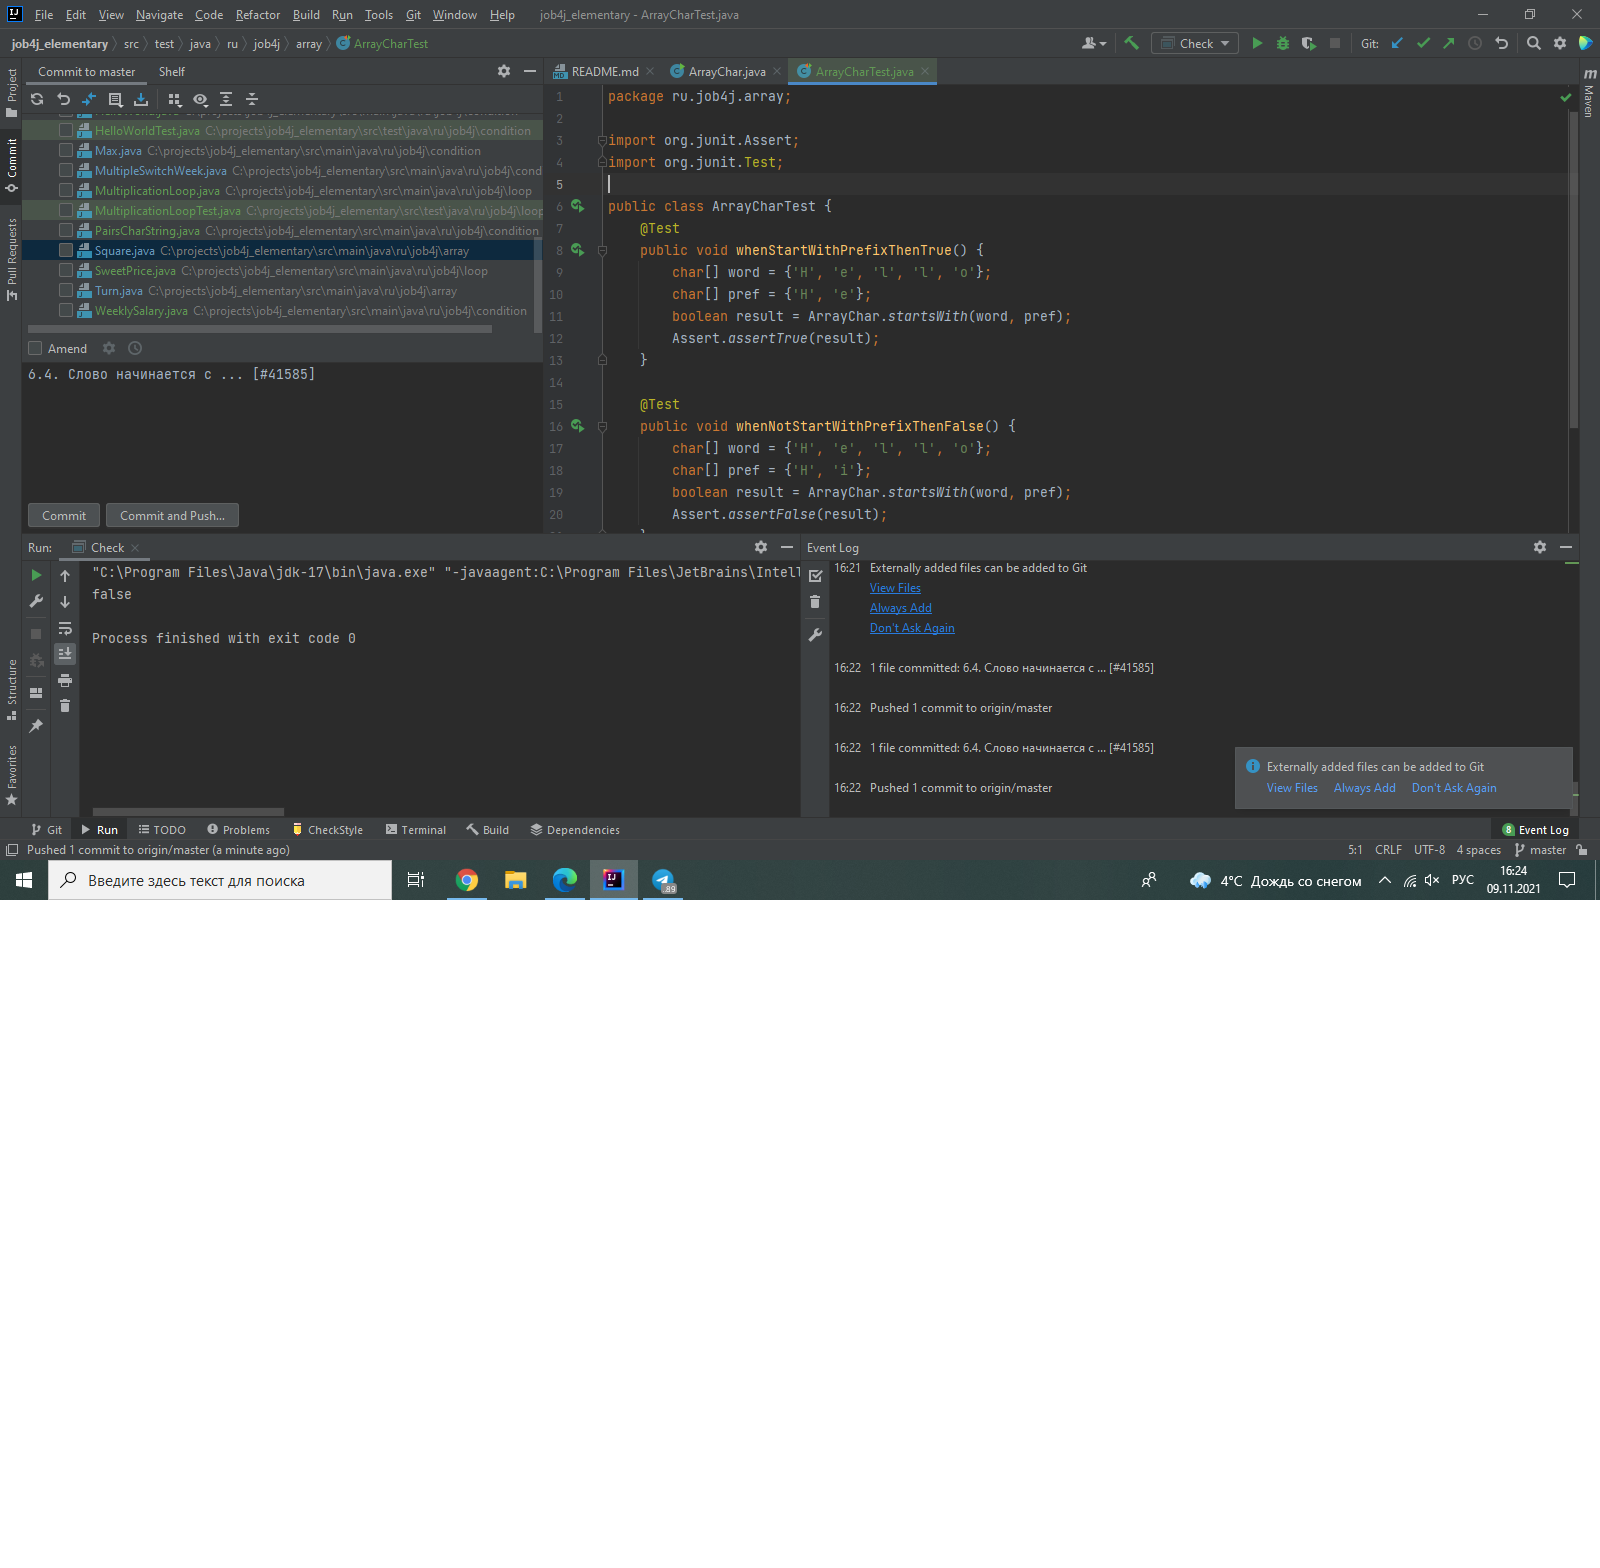 File Edit View Navigate Code Refactor Build Run Tools Git Window Help job4j_elementary - ArrayCharTest.java
job4j_elementary src test java ru job4j array ArrayCharTest Check Git:
Project
Commit
Pull Requests
Structure
Favorites
Commit to master Shelf
HelloWorldTest.java C:\projects\job4j_elementary\src\test\java\ru\job4j\condition
Max.java C:\projects\job4j_elementary\src\main\java\ru\job4j\condition
MultipleSwitchWeek.java C:\projects\job4j_elementary\src\main\java\ru\job4j\cond
MultiplicationLoop.java C:\projects\job4j_elementary\src\main\java\ru\job4j\loop
MultiplicationLoopTest.java C:\projects\job4j_elementary\src\test\java\ru\job4j\loop
PairsCharString.java C:\projects\job4j_elementary\src\main\java\ru\job4j\condition
Square.java C:\projects\job4j_elementary\src\main\java\ru\job4j\array
SweetPrice.java C:\projects\job4j_elementary\src\main\java\ru\job4j\loop
Turn.java C:\projects\job4j_elementary\src\main\java\ru\job4j\array
WeeklySalary.java C:\projects\job4j_elementary\src\main\java\ru\job4j\condition
Amend
6.4. Слово начинается с ... [#41585]
Commit Commit and Push...
README.md ArrayChar.java ArrayCharTest.java
1 package ru.job4j.array;
2
3 import org.junit.Assert;
4 import org.junit.Test;
5
6 public class ArrayCharTest {
7 @Test
8 public void whenStartWithPrefixThenTrue() {
9 char[] word = {'H', 'e', 'l', 'l', 'o'};
10 char[] pref = {'H', 'e'};
11 boolean result = ArrayChar.startsWith(word, pref);
12 Assert.assertTrue(result);
13 }
14
15 @Test
16 public void whenNotStartWithPrefixThenFalse() {
17 char[] word = {'H', 'e', 'l', 'l', 'o'};
18 char[] pref = {'H', 'i'};
19 boolean result = ArrayChar.startsWith(word, pref);
20 Assert.assertFalse(result);
m Maven
Run: Check
"C:\Program Files\Java\jdk-17\bin\java.exe" "-javaagent:C:\Program Files\JetBrains\Intell
false
Process finished with exit code 0
Event Log
16:21 Externally added files can be added to Git
View Files
Always Add
Don't Ask Again
16:22 1 file committed: 6.4. Слово начинается с ... [#41585]
16:22 Pushed 1 commit to origin/master
16:22 1 file committed: 6.4. Слово начинается с ... [#41585]
16:22 Pushed 1 commit to origin/master
Externally added files can be added to Git
View Files Always Add Don't Ask Again
Git Run TODO Problems CheckStyle Terminal Build Dependencies 8 Event Log
Pushed 1 commit to origin/master (a minute ago) 5:1 CRLF UTF-8 4 spaces master
Введите здесь текст для поиска 89 4°C Дождь со снегом РУС 16:24
09.11.2021